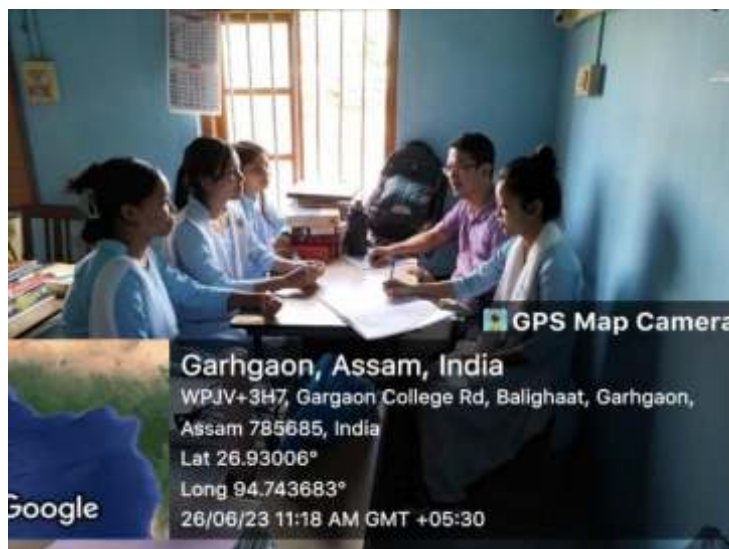 GPS Map Camera
Garhgaon, Assam, India
WPJV+3H7, Gargaon College Rd, Balighaat, Garhgaon,
Assam 785685, India
Lat 26.93006°
Long 94.743683°
26/06/23 11:18 AM GMT +05:30
Google